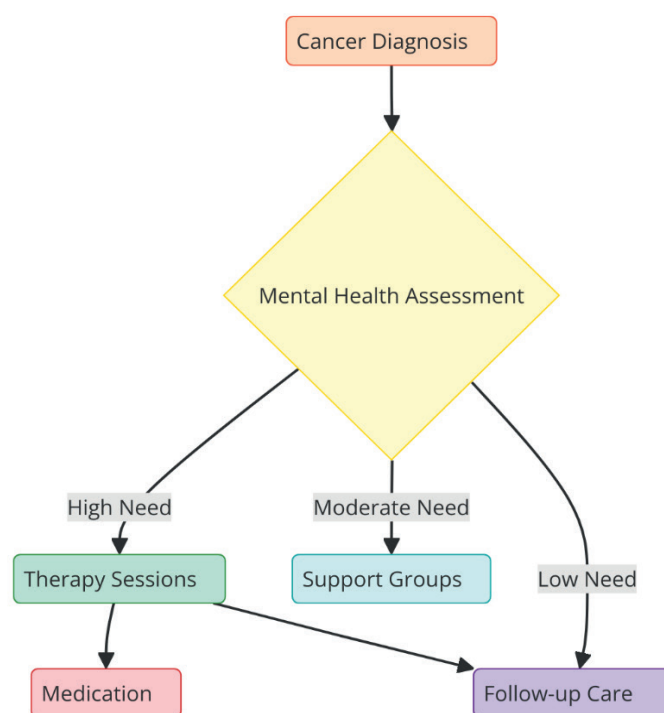 Cancer Diagnosis
Mental Health Assessment
High Need
Moderate Need
Low Need
Therapy Sessions
Support Groups
Medication
Follow-up Care